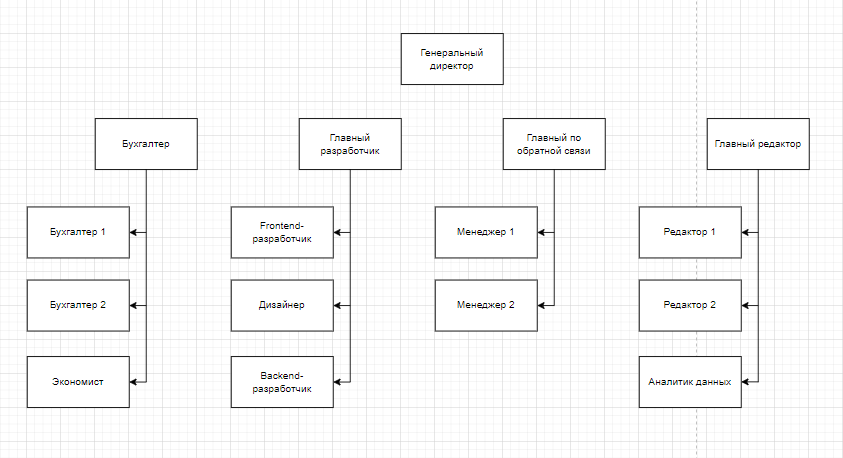 Генеральный
директор
Бухгалтер
Главный
разработчик
Главный по
обратной связи
Главный редактор
Бухгалтер 1
Frontend-
разработчик
Менеджер 1
Редактор 1
Бухгалтер 2
Дизайнер
Менеджер 2
Редактор 2
Экономист
Backend-
разработчик
Аналитик данных